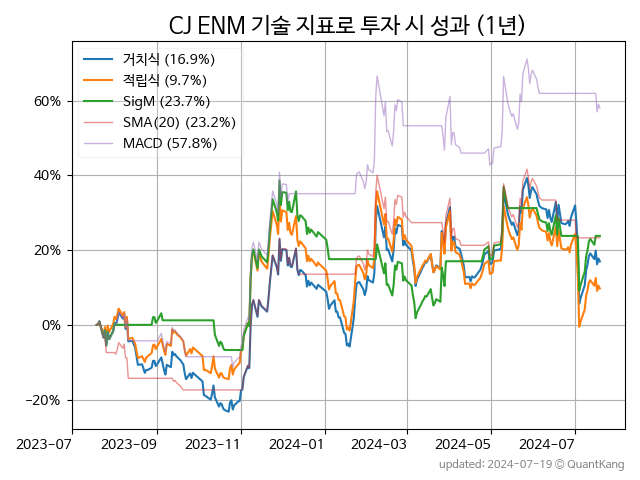 CJ ENM 기술 지표로 투자 시 성과 (1년)
거치식 (16.9%)
적립식 (9.7%)
SigM (23.7%)
SMA(20) (23.2%)
MACD (57.8%)
60%
40%
20%
0%
−20%
2023-07 2023-09 2023-11 2024-01 2024-03 2024-05 2024-07
updated: 2024-07-19 @ QuantKang